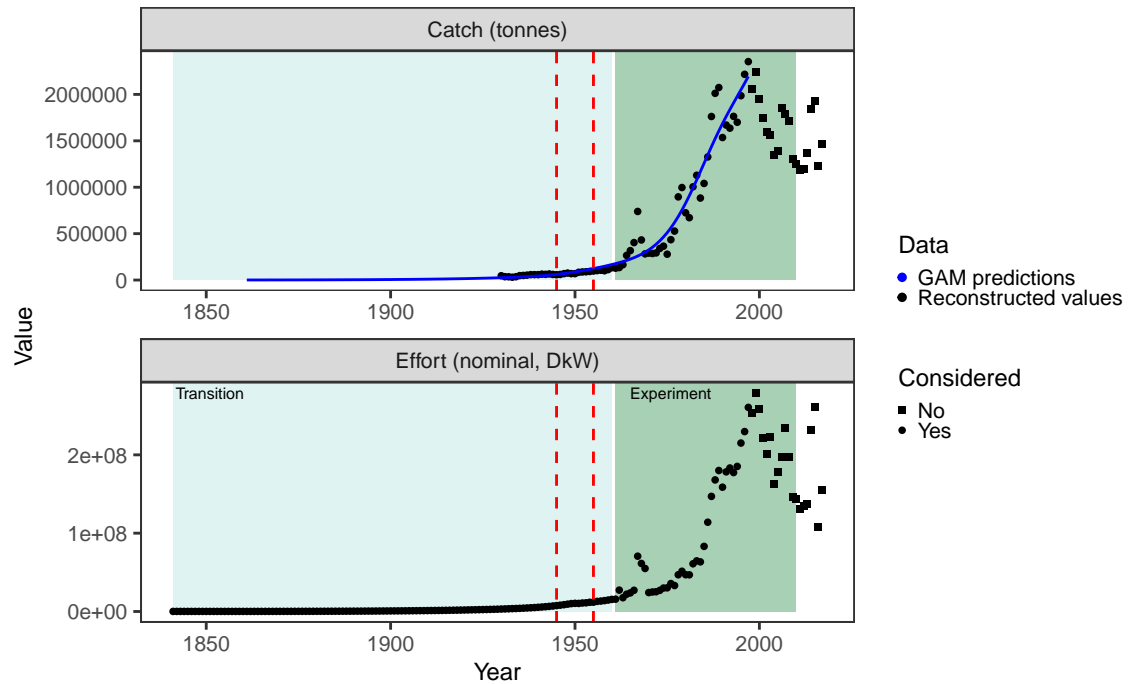 Catch (tonnes)
2000000
1500000
1000000
500000
0
1850 1900 1950 2000
Effort (nominal, DkW)
Transition Experiment
2e+08
1e+08
0e+00
1850 1900 1950 2000
Year
Value
Data
GAM predictions
Reconstructed values
Considered
No
Yes